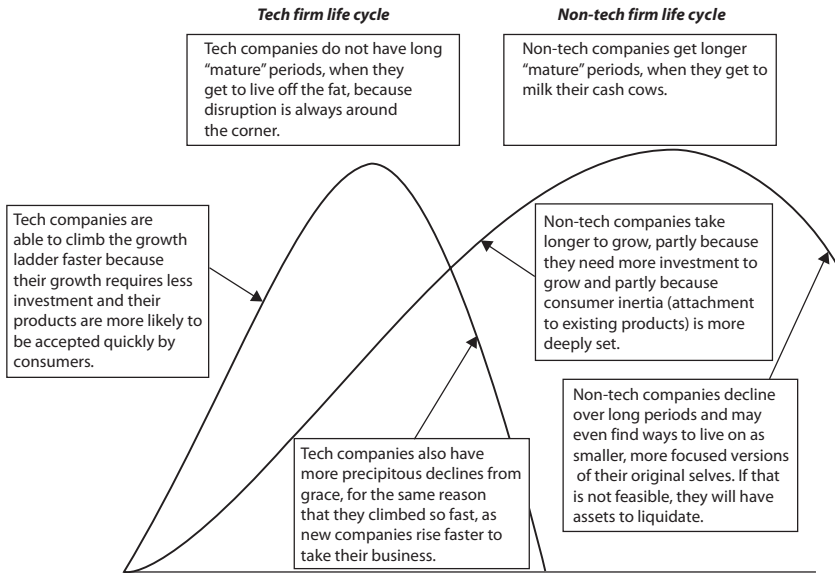 Tech firm life cycle
Non-tech firm life cycle
Tech companies do not have long
“mature” periods, when they
get to live off the fat, because
disruption is always around
the corner.
Non-tech companies get longer
“mature” periods, when they get to
milk their cash cows.
Tech companies are
able to climb the growth
ladder faster because
their growth requires less
investment and their
products are more likely to
be accepted quickly by
consumers.
Non-tech companies take
longer to grow, partly because
they need more investment to
grow and partly because
consumer inertia (attachment
to existing products) is more
deeply set.
Tech companies also have
more precipitous declines from
grace, for the same reason
that they climbed so fast, as
new companies rise faster to
take their business.
Non-tech companies decline
over long periods and may
even find ways to live on as
smaller, more focused versions
of their original selves. If that
is not feasible, they will have
assets to liquidate.